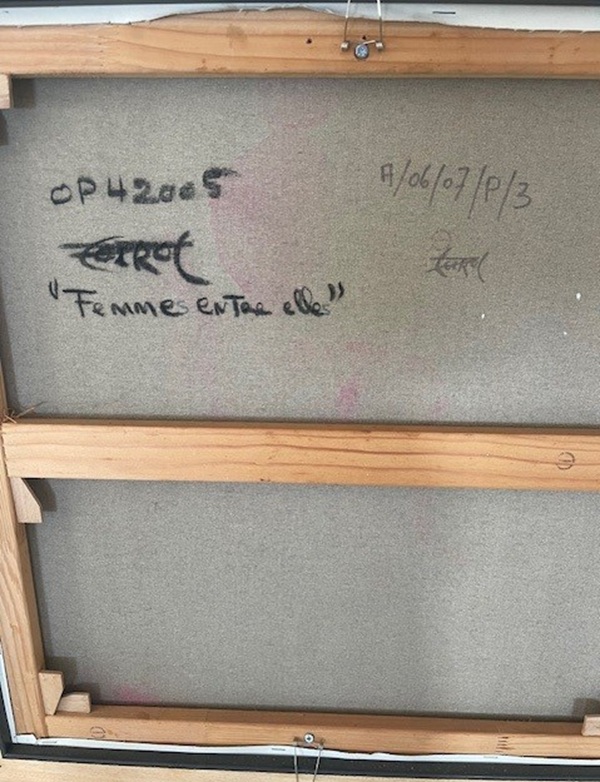 OP42005
"Femmes entre elles"
A/06/07/P/3